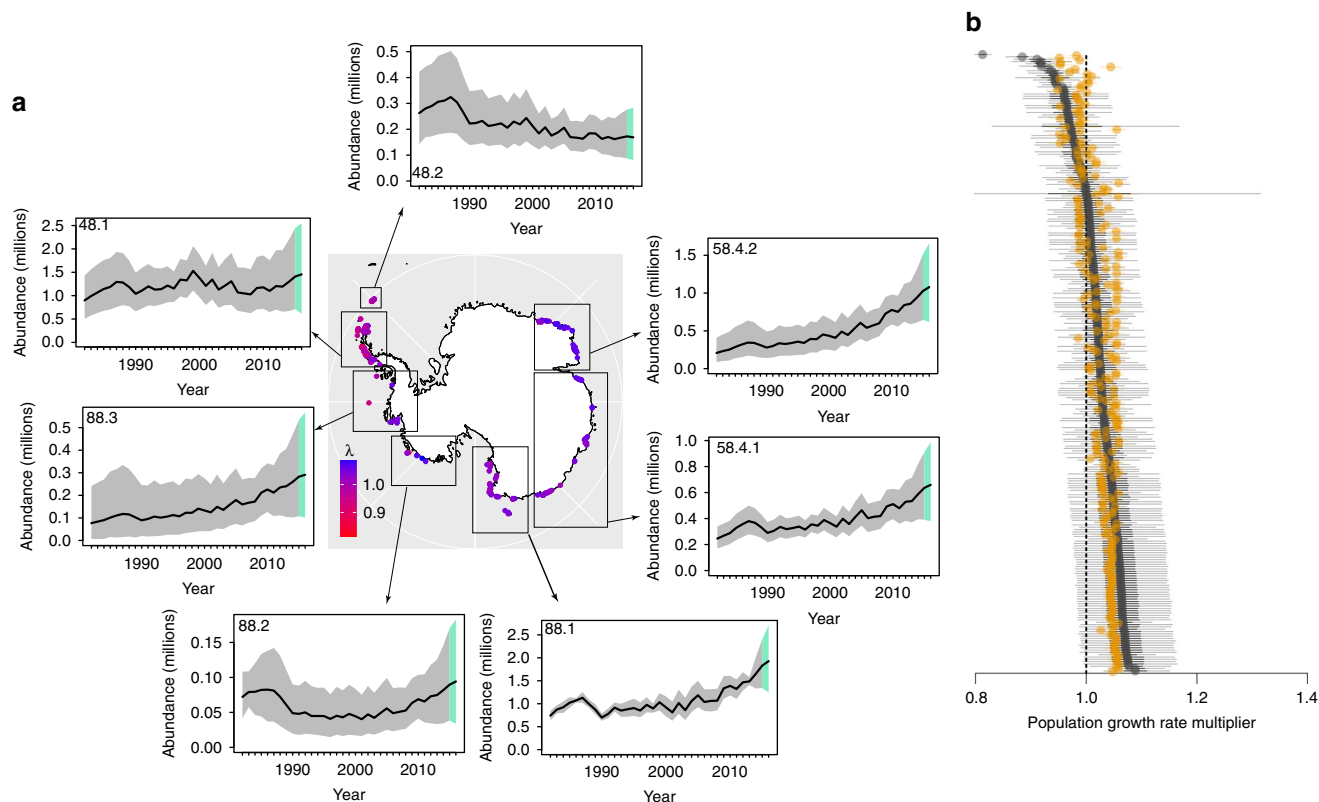 a
b
Abundance (millions)
0.5
0.4
0.3
0.2
0.1
0.0
48.2
1990 2000 2010
Year
48.1
Abundance (millions)
2.5
2.0
1.5
1.0
0.5
0.0
1990 2000 2010
Year
58.4.2
Abundance (millions)
1.5
1.0
0.5
0.0
1990 2000 2010
Year
88.3
Abundance (millions)
0.5
0.4
0.3
0.2
0.1
0.0
1990 2000 2010
Year
λ
1.0
0.9
58.4.1
Abundance (millions)
1.0
0.8
0.6
0.4
0.2
0.0
1990 2000 2010
Year
88.2
Abundance (millions)
0.15
0.10
0.05
0.00
1990 2000 2010
Year
88.1
Abundance (millions)
2.5
2.0
1.5
1.0
0.5
0.0
1990 2000 2010
Year
0.8 1.0 1.2 1.4
Population growth rate multiplier